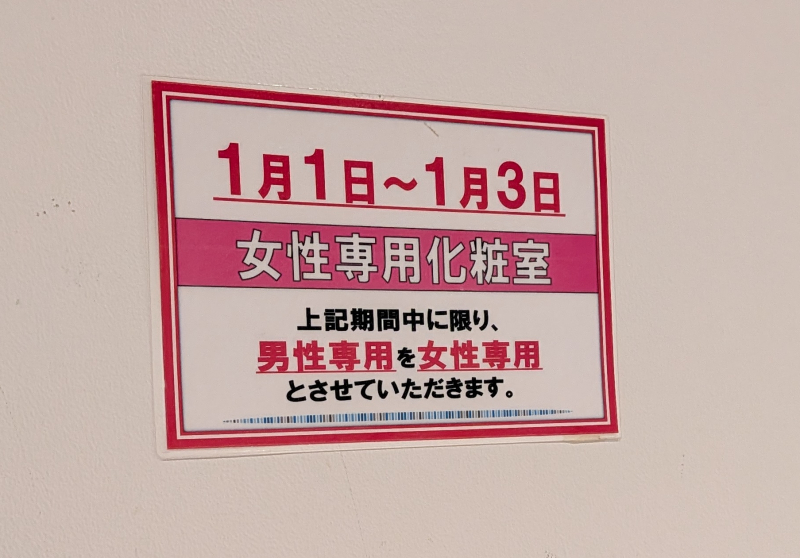 1月1日～1月3日
女性専用化粧室
上記期間中に限り、
男性専用を女性専用
とさせていただきます。